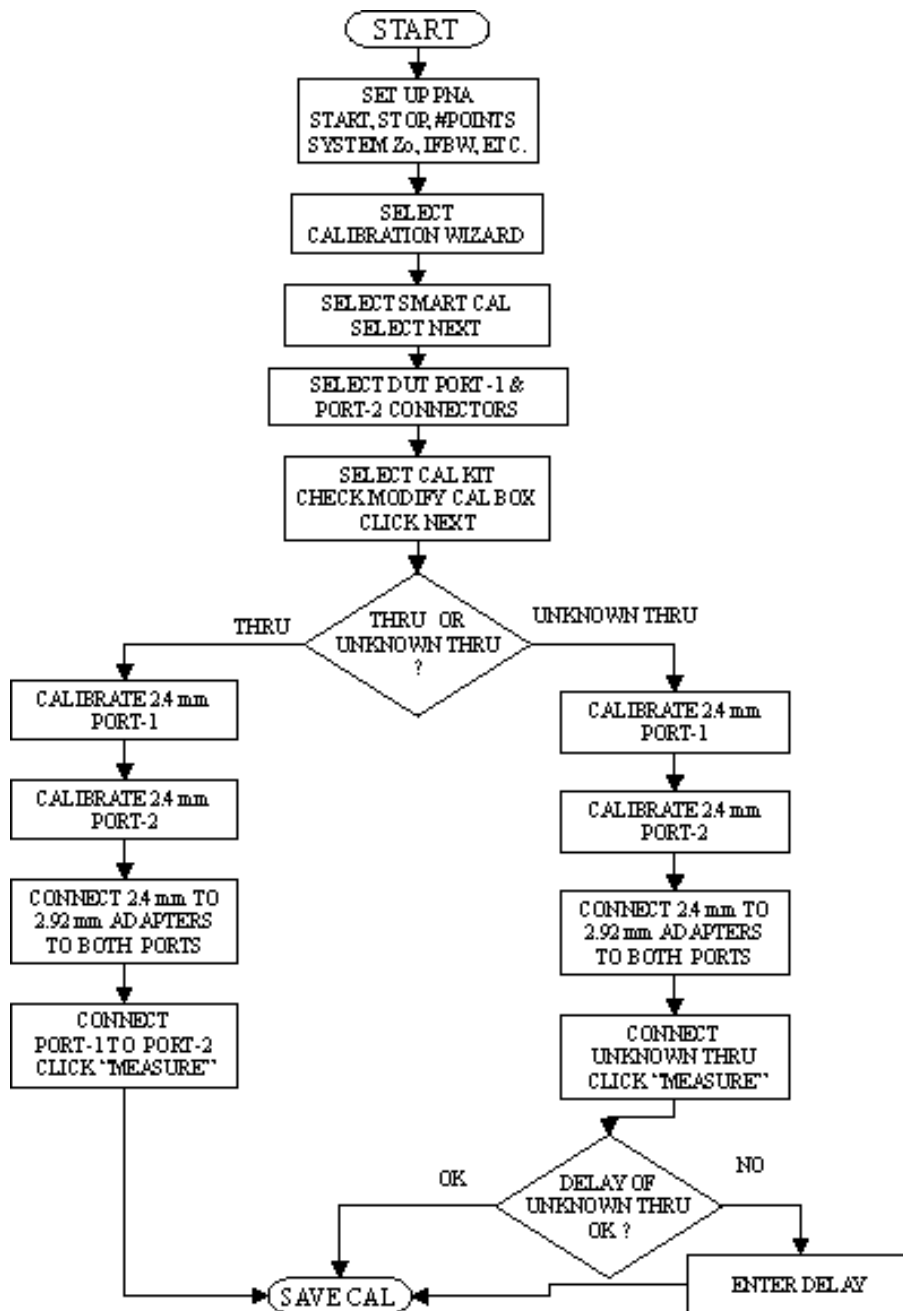 START
SET UP PNA
START, STOP, #POINTS
SYSTEM Zo, IFBW, ETC.
SELECT
CALIBRATION WIZARD
SELECT SMART CAL
SELECT NEXT
SELECT DUT PORT-1 &
PORT-2 CONNECTORS
SELECT CAL KIT
CHECK MODIFY CAL BOX
CLICK NEXT
THRU OR
UNKNOWN THRU
?
THRU
UNKNOWN THRU
CALIBRATE 2.4 mm
PORT-1
CALIBRATE 2.4 mm
PORT-2
CONNECT 2.4 mm TO
2.92 mm ADAPTERS
TO BOTH PORTS
CONNECT
PORT-1 TO PORT-2
CLICK "MEASURE"
CALIBRATE 2.4 mm
PORT-1
CALIBRATE 2.4 mm
PORT-2
CONNECT 2.4 mm TO
2.92 mm ADAPTERS
TO BOTH PORTS
CONNECT
UNKNOWN THRU
CLICK "MEASURE"
DELAY OF
UNKNOWN THRU
OK ?
OK
NO
ENTER DELAY
SAVE CAL